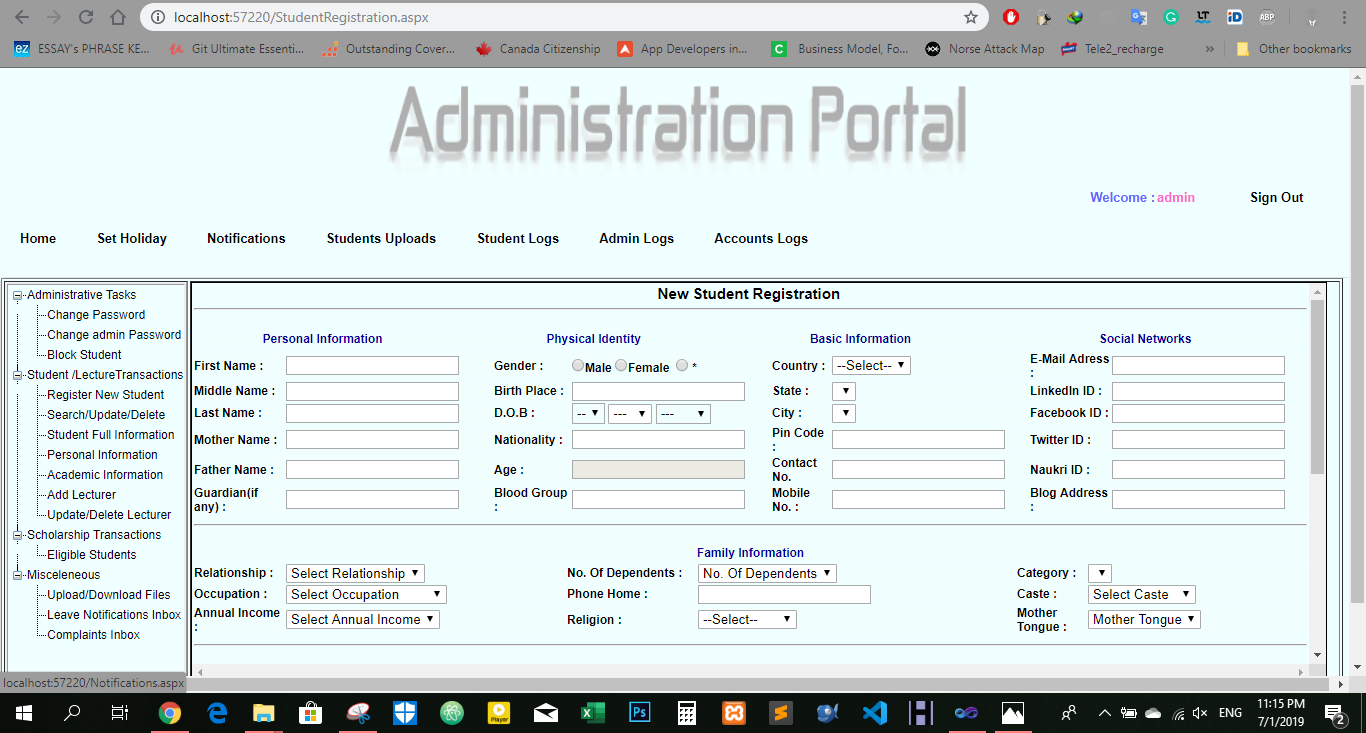 localhost:57220/StudentRegistration.aspx
ABP
ez ESSAY's PHRASE KE... Git Ultimate Essenti... Outstanding Cover... Canada Citizenship App Developers in... C Business Model, Fo... Norse Attack Map Tele2_recharge » Other bookmarks
Administration Portal
Welcome : admin Sign Out
Home Set Holiday Notifications Students Uploads Student Logs Admin Logs Accounts Logs
Administrative Tasks
Change Password
Change admin Password
Block Student
Student /LectureTransactions
Register New Student
Search/Update/Delete
Student Full Information
Personal Information
Academic Information
Add Lecturer
Update/Delete Lecturer
Scholarship Transactions
Eligible Students
Misceleneous
Upload/Download Files
Leave Notifications Inbox
Complaints Inbox
New Student Registration
Personal Information Physical Identity Basic Information Social Networks
First Name : Gender : Male Female * Country : --Select-- E-Mail Adress :
Middle Name : Birth Place : State : LinkedIn ID :
Last Name : D.O.B : -- --- --- City : Facebook ID :
Mother Name : Nationality : Pin Code : Twitter ID :
Father Name : Age : Contact No. Naukri ID :
Guardian(if any) : Blood Group : Mobile No. : Blog Address :
Family Information
Relationship : Select Relationship No. Of Dependents : No. Of Dependents Category :
Occupation : Select Occupation Phone Home : Caste : Select Caste
Annual Income : Select Annual Income Religion : --Select-- Mother Tongue : Mother Tongue
localhost:57220/Notifications.aspx
Player
Ps
ENG
11:15 PM
7/1/2019
2